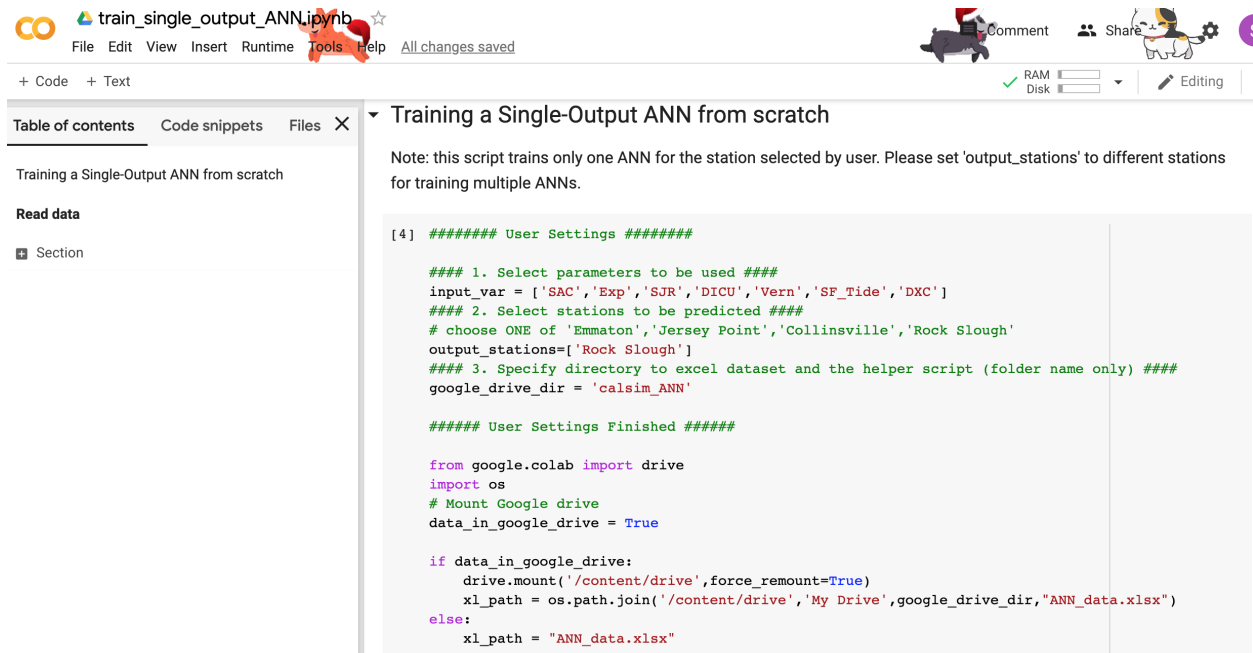 train_single_output_ANN.ipynb
File Edit View Insert Runtime Tools Help All changes saved
Comment Share
+ Code + Text
RAM
Disk
Editing
Table of contents Code snippets Files
Training a Single-Output ANN from scratch
Read data
Section
Training a Single-Output ANN from scratch
Note: this script trains only one ANN for the station selected by user. Please set 'output_stations' to different stations
for training multiple ANNs.
[4] ######## User Settings ########
#### 1. Select parameters to be used ####
input_var = ['SAC','Exp','SJR','DICU','Vern','SF_Tide','DXC']
#### 2. Select stations to be predicted ####
# choose ONE of 'Emmaton','Jersey Point','Collinsville','Rock Slough'
output_stations=['Rock Slough']
#### 3. Specify directory to excel dataset and the helper script (folder name only) ####
google_drive_dir = 'calsim_ANN'
###### User Settings Finished ######
from google.colab import drive
import os
# Mount Google drive
data_in_google_drive = True
if data_in_google_drive:
    drive.mount('/content/drive',force_remount=True)
    xl_path = os.path.join('/content/drive','My Drive',google_drive_dir,"ANN_data.xlsx")
else:
    xl_path = "ANN_data.xlsx"